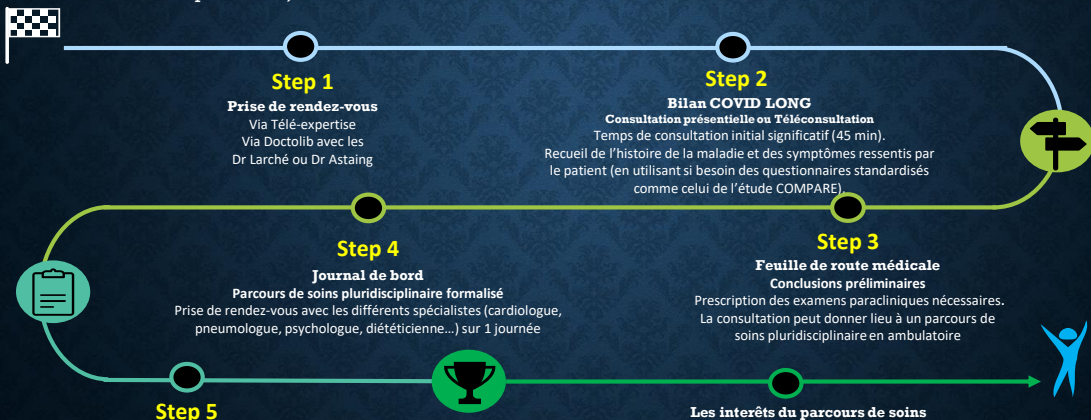 Step 1
Prise de rendez-vous
Via Télé-expertise
Via Doctolib avec les
Dr Larché ou Dr Astaing
Step 2
Bilan COVID LONG
Consultation présentielle ou Téléconsultation
Temps de consultation initial significatif (45 min).
Recueil de l'histoire de la maladie et des symptômes ressentis par
le patient (en utilisant si besoin des questionnaires standardisés
comme celui de l'étude COMPARE).
Step 3
Feuille de route médicale
Conclusions préliminaires
Prescription des examens paracliniques nécessaires.
La consultation peut donner lieu à un parcours de
soins pluridisciplinaire en ambulatoire
Step 4
Journal de bord
Parcours de soins pluridisciplinaire formalisé
Prise de rendez-vous avec les différents spécialistes (cardiologue,
pneumologue, psychologue, diététicienne…) sur 1 journée
Step 5
Les interêts du parcours de soins